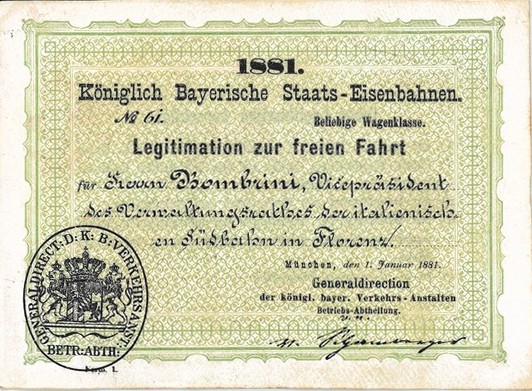 1881.
Königlich Bayerische Staats-Eisenbahnen.
No 61.
Beliebige Wagenklasse.
Legitimation zur freien Fahrt
für Herrn Bombrini, Vicepräsident
des Verwaltungsrathes der italienisch-
en Südbahn in Florenz.
München, den 1. Januar 1881.
Generaldirection
der königl. bayer. Verkehrs-Anstalten
Betriebs-Abtheilung.
GENERALDIRECT: D: K: B: VERKEHRSANST:
BETR: ABTH:
Norm. 1.